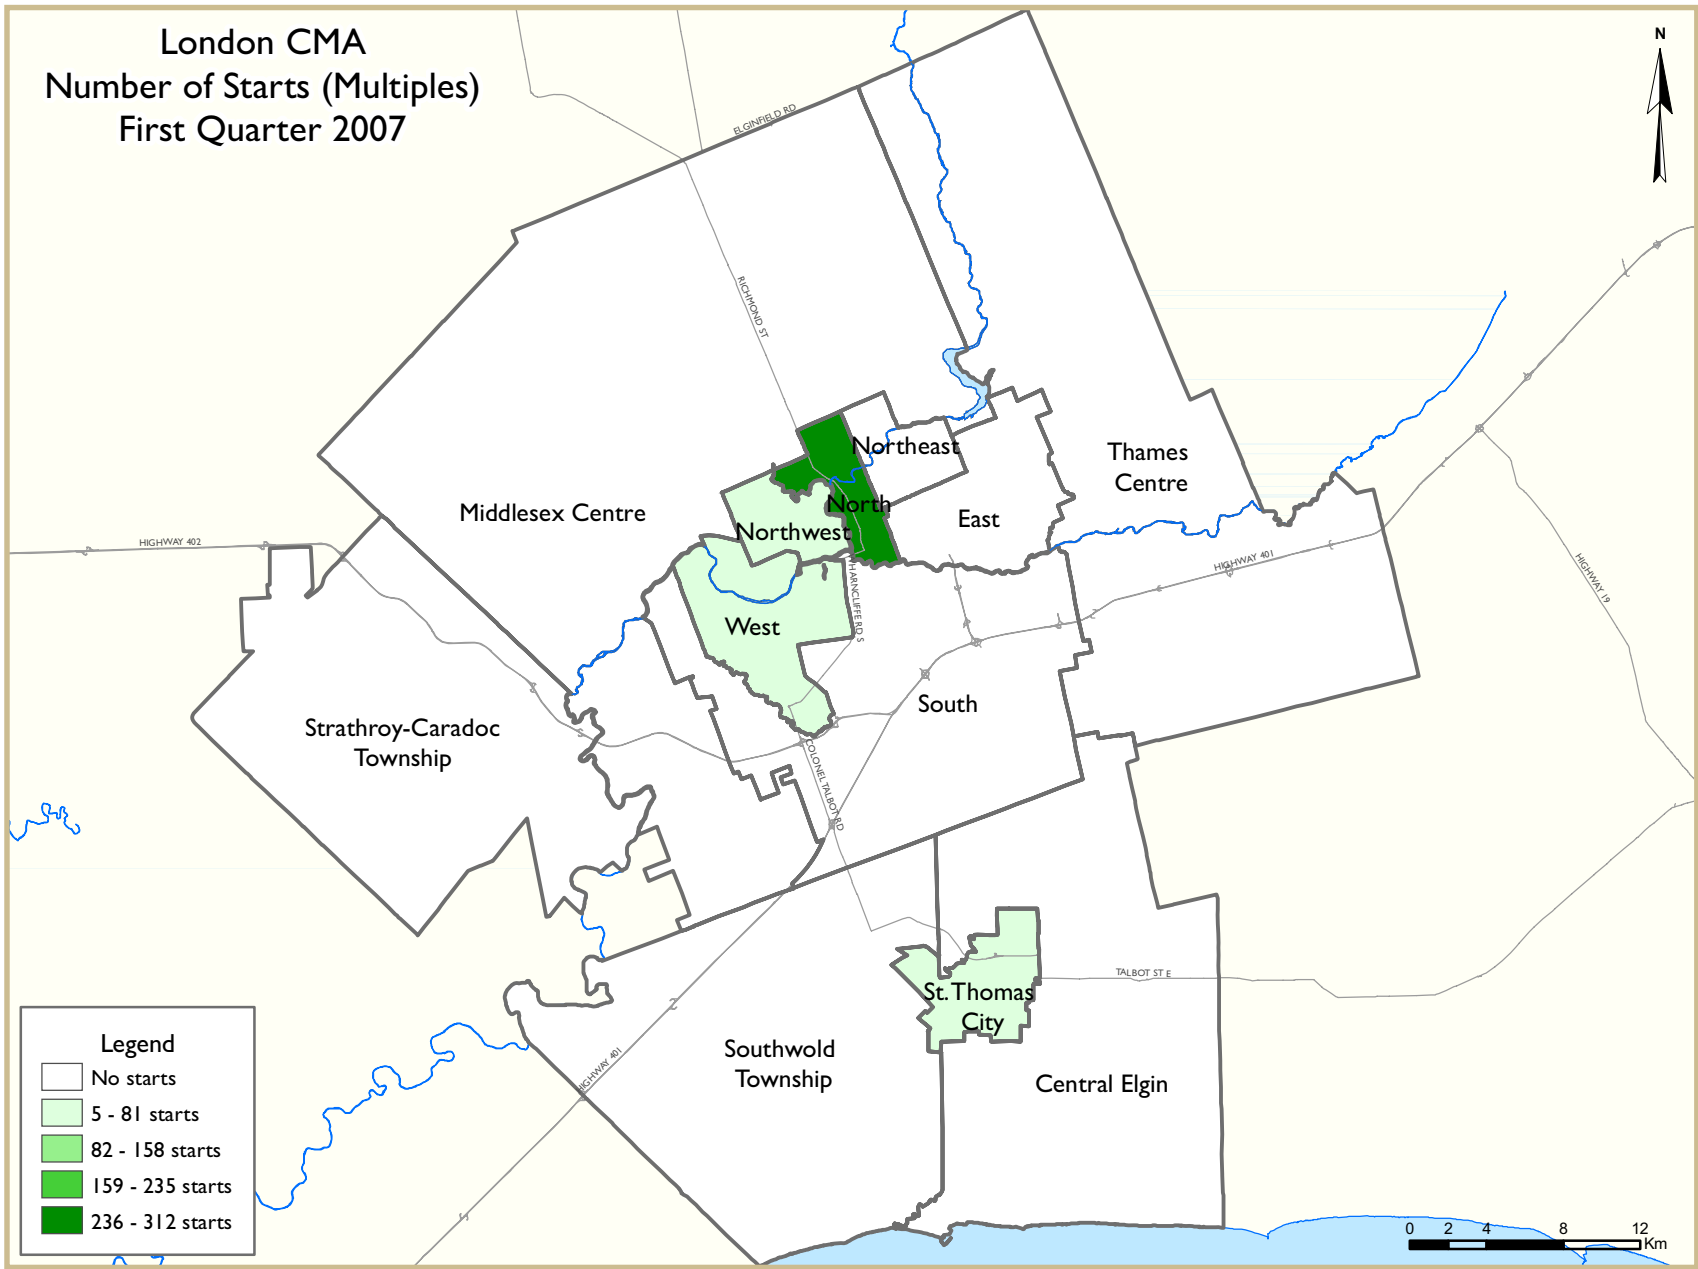 London CMA
Number of Starts (Multiples)
First Quarter 2007
N
ELGINFIELD RD
RICHMOND ST
Northeast
Thames
Centre
North
Middlesex Centre
East
Northwest
HIGHWAY 402
HIGHWAY 401
HIGHWAY 19
WHARNCLIFFE RD S
West
South
Strathroy-Caradoc
Township
COLONEL TALBOT RD
TALBOT ST E
St. Thomas
City
Southwold
Township
HIGHWAY 401
Central Elgin
Legend
No starts
5 - 81 starts
82 - 158 starts
159 - 235 starts
236 - 312 starts
0 2 4 8 12
Km